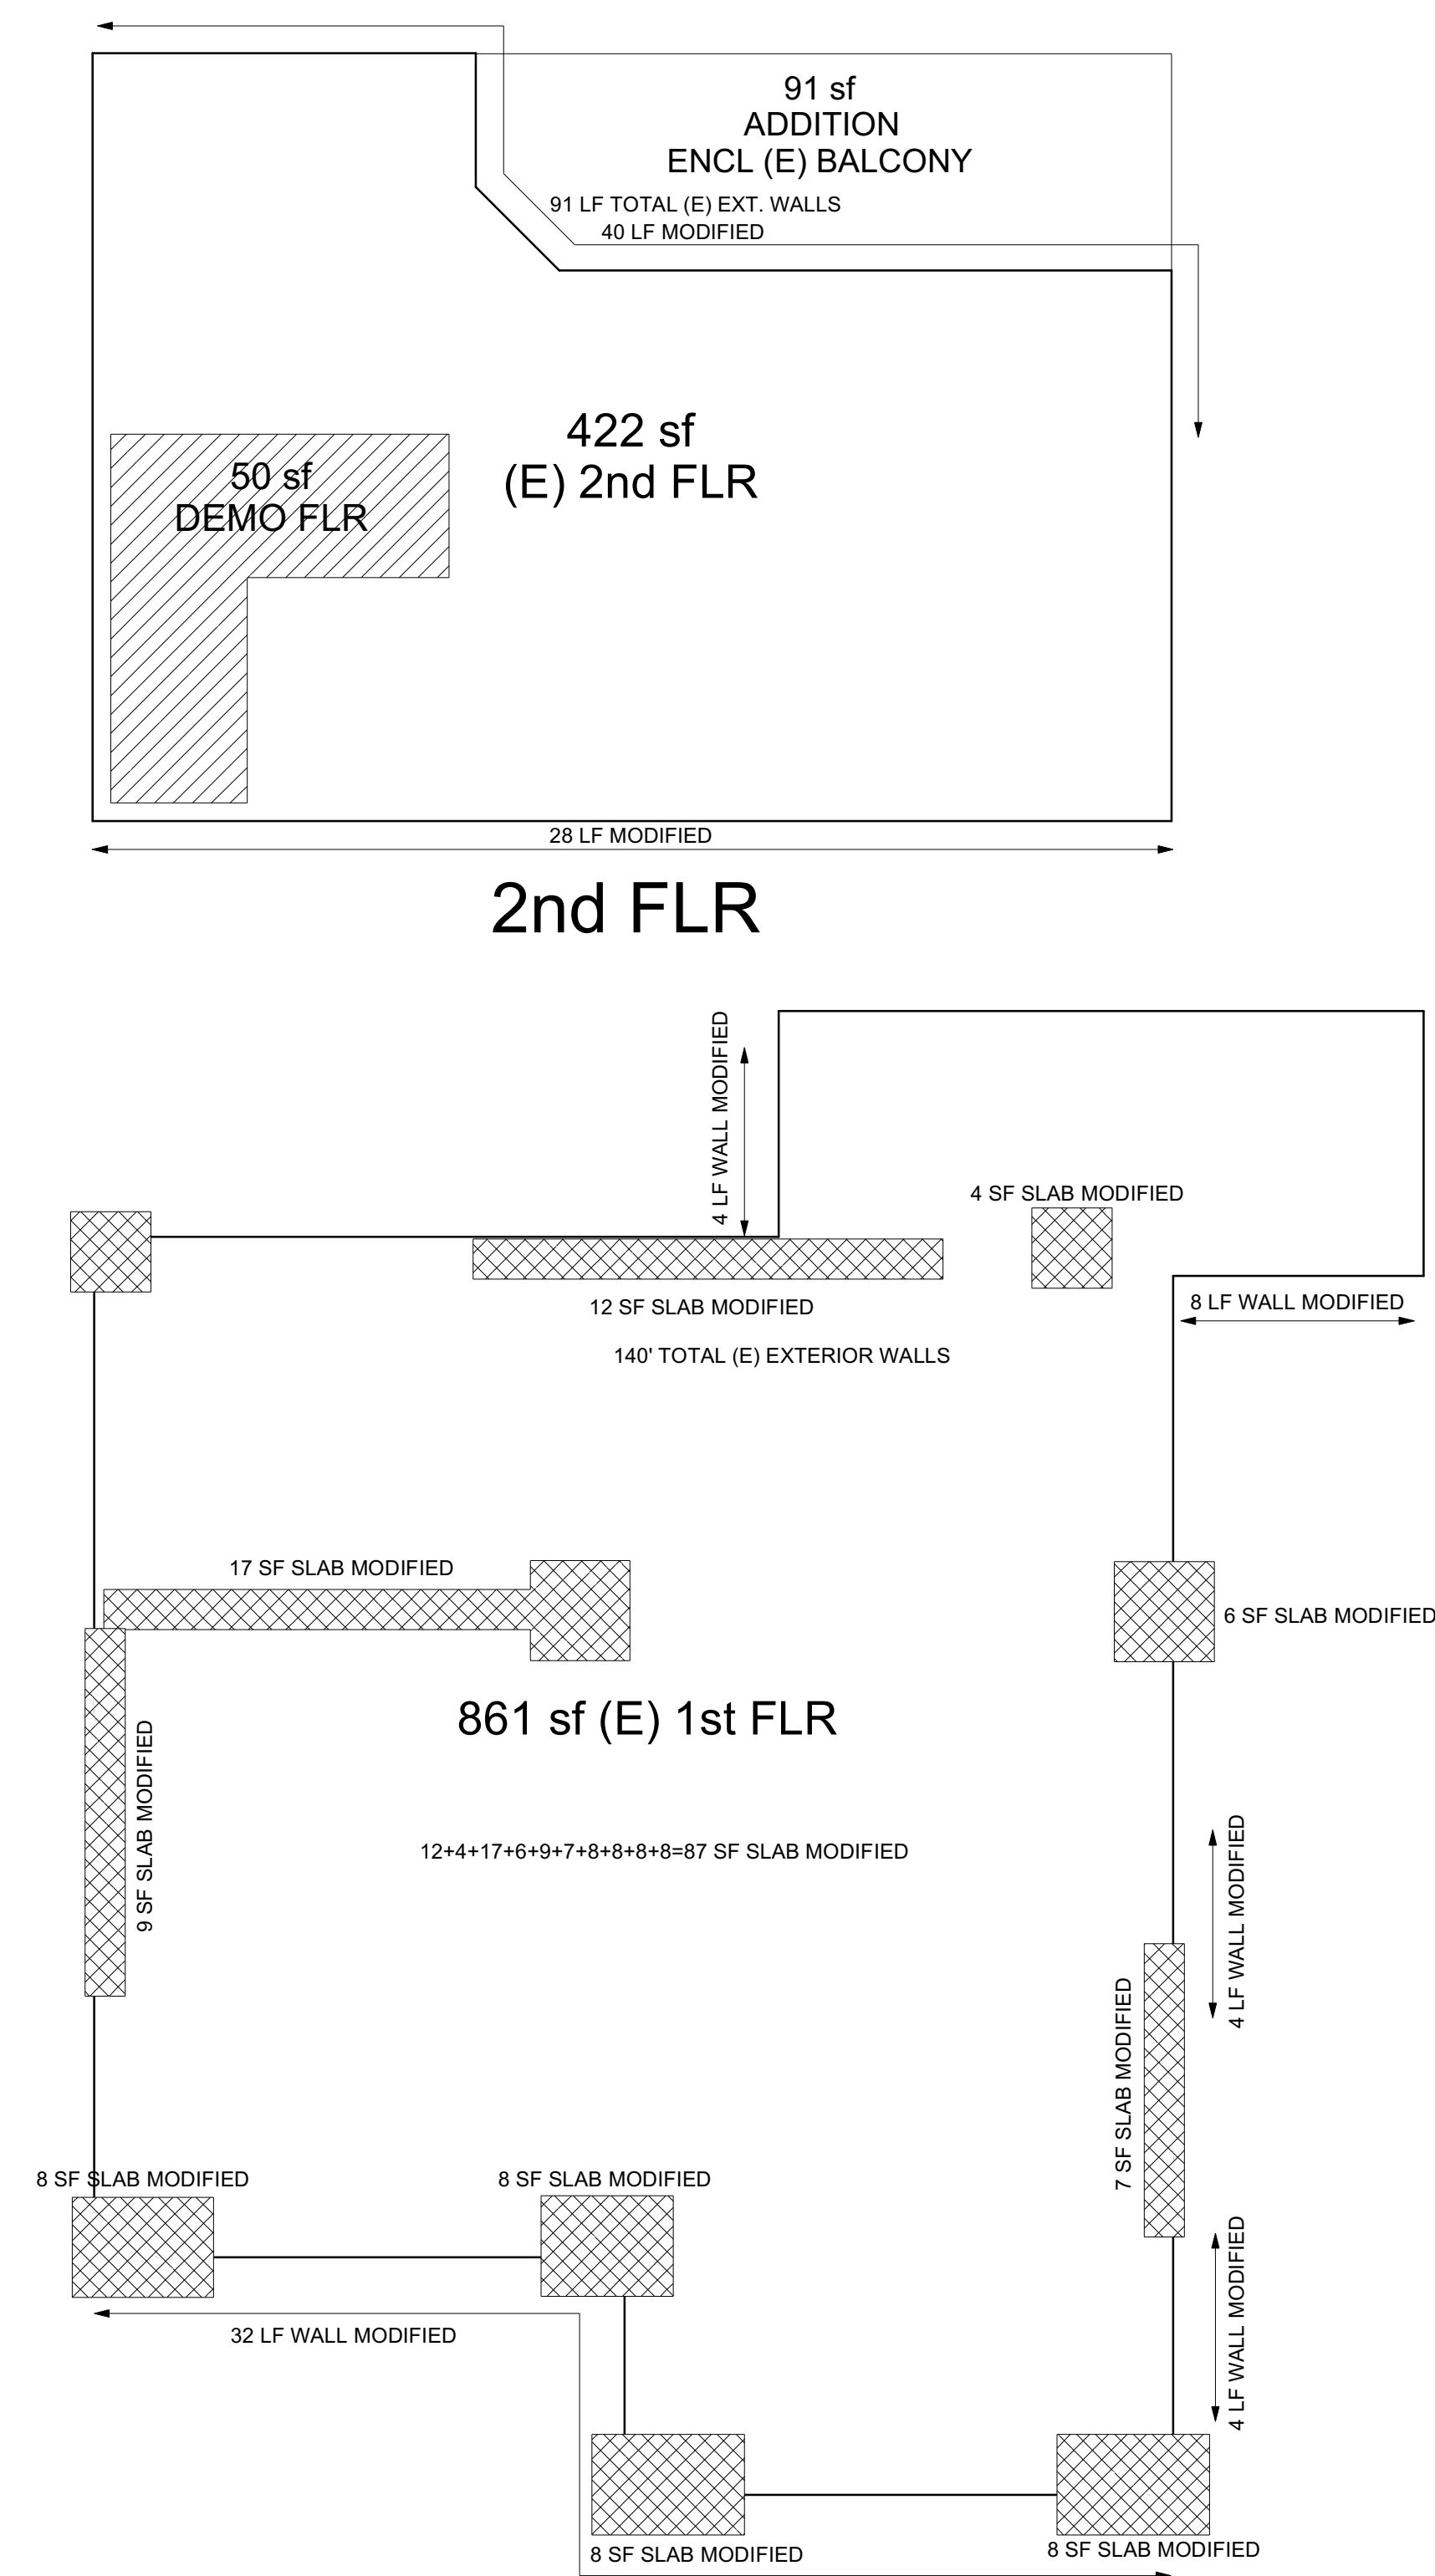 91 sf
ADDITION
ENCL (E) BALCONY
91 LF TOTAL (E) EXT. WALLS
40 LF MODIFIED
422 sf
(E) 2nd FLR
50 sf
DEMO FLR
28 LF MODIFIED
2nd FLR
4 LF WALL MODIFIED
4 SF SLAB MODIFIED
12 SF SLAB MODIFIED
8 LF WALL MODIFIED
140' TOTAL (E) EXTERIOR WALLS
17 SF SLAB MODIFIED
6 SF SLAB MODIFIED
861 sf (E) 1st FLR
9 SF SLAB MODIFIED
12+4+17+6+9+7+8+8+8+8=87 SF SLAB MODIFIED
4 LF WALL MODIFIED
7 SF SLAB MODIFIED
8 SF SLAB MODIFIED
8 SF SLAB MODIFIED
4 LF WALL MODIFIED
32 LF WALL MODIFIED
8 SF SLAB MODIFIED
8 SF SLAB MODIFIED